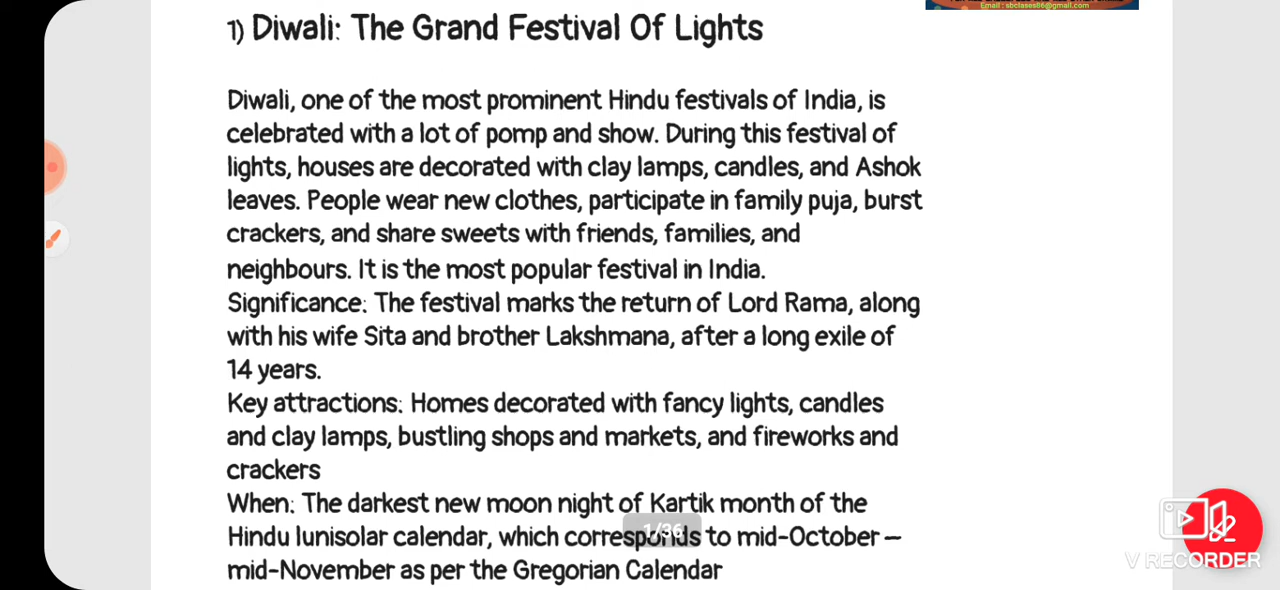 Email : sbclases86@gmail.com
1) Diwali: The Grand Festival Of Lights
Diwali, one of the most prominent Hindu festivals of India, is
celebrated with a lot of pomp and show. During this festival of
lights, houses are decorated with clay lamps, candles, and Ashok
leaves. People wear new clothes, participate in family puja, burst
crackers, and share sweets with friends, families, and
neighbours. It is the most popular festival in India.
Significance: The festival marks the return of Lord Rama, along
with his wife Sita and brother Lakshmana, after a long exile of
14 years.
Key attractions: Homes decorated with fancy lights, candles
and clay lamps, bustling shops and markets, and fireworks and
crackers
When: The darkest new moon night of Kartik month of the
Hindu lunisolar calendar, which corresponds to mid-October –
mid-November as per the Gregorian Calendar
1/36
V RECORDER